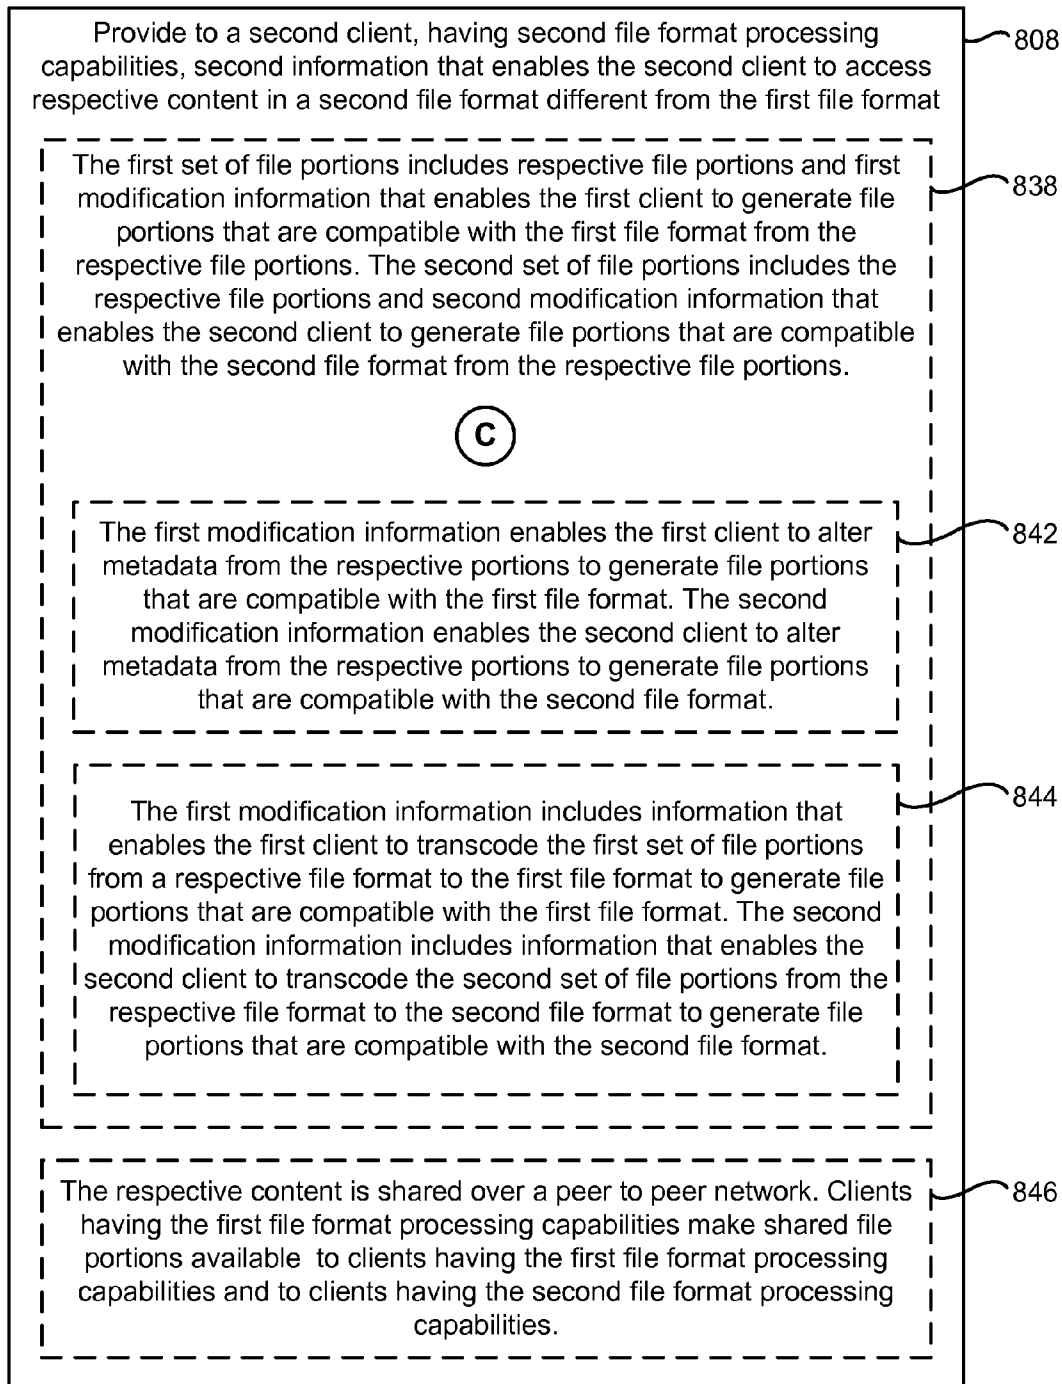 Provide to a second client, having second file format processing
capabilities, second information that enables the second client to access
respective content in a second file format different from the first file format
808
The first set of file portions includes respective file portions and first
modification information that enables the first client to generate file
portions that are compatible with the first file format from the
respective file portions. The second set of file portions includes the
respective file portions and second modification information that
enables the second client to generate file portions that are compatible
with the second file format from the respective file portions.
838
C
The first modification information enables the first client to alter
metadata from the respective portions to generate file portions
that are compatible with the first file format. The second
modification information enables the second client to alter
metadata from the respective portions to generate file portions
that are compatible with the second file format.
842
The first modification information includes information that
enables the first client to transcode the first set of file portions
from a respective file format to the first file format to generate file
portions that are compatible with the first file format. The second
modification information includes information that enables the
second client to transcode the second set of file portions from the
respective file format to the second file format to generate file
portions that are compatible with the second file format.
844
The respective content is shared over a peer to peer network. Clients
having the first file format processing capabilities make shared file
portions available to clients having the first file format processing
capabilities and to clients having the second file format processing
capabilities.
846